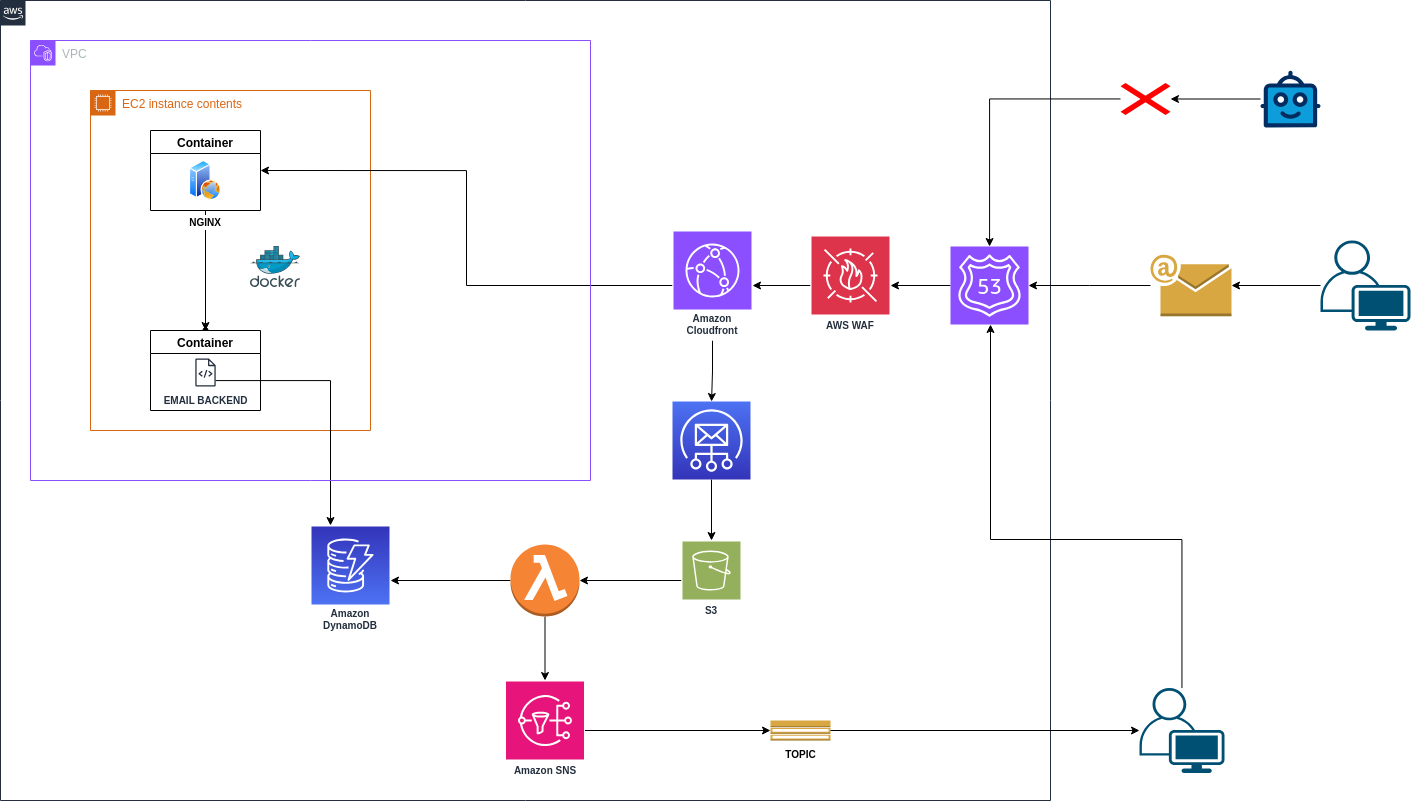 aws
VPC
EC2 instance contents
Container
NGINX
docker
Container
</>
EMAIL BACKEND
Amazon
Cloudfront
AWS WAF
53
@
Amazon
DynamoDB
λ
S3
Amazon SNS
TOPIC